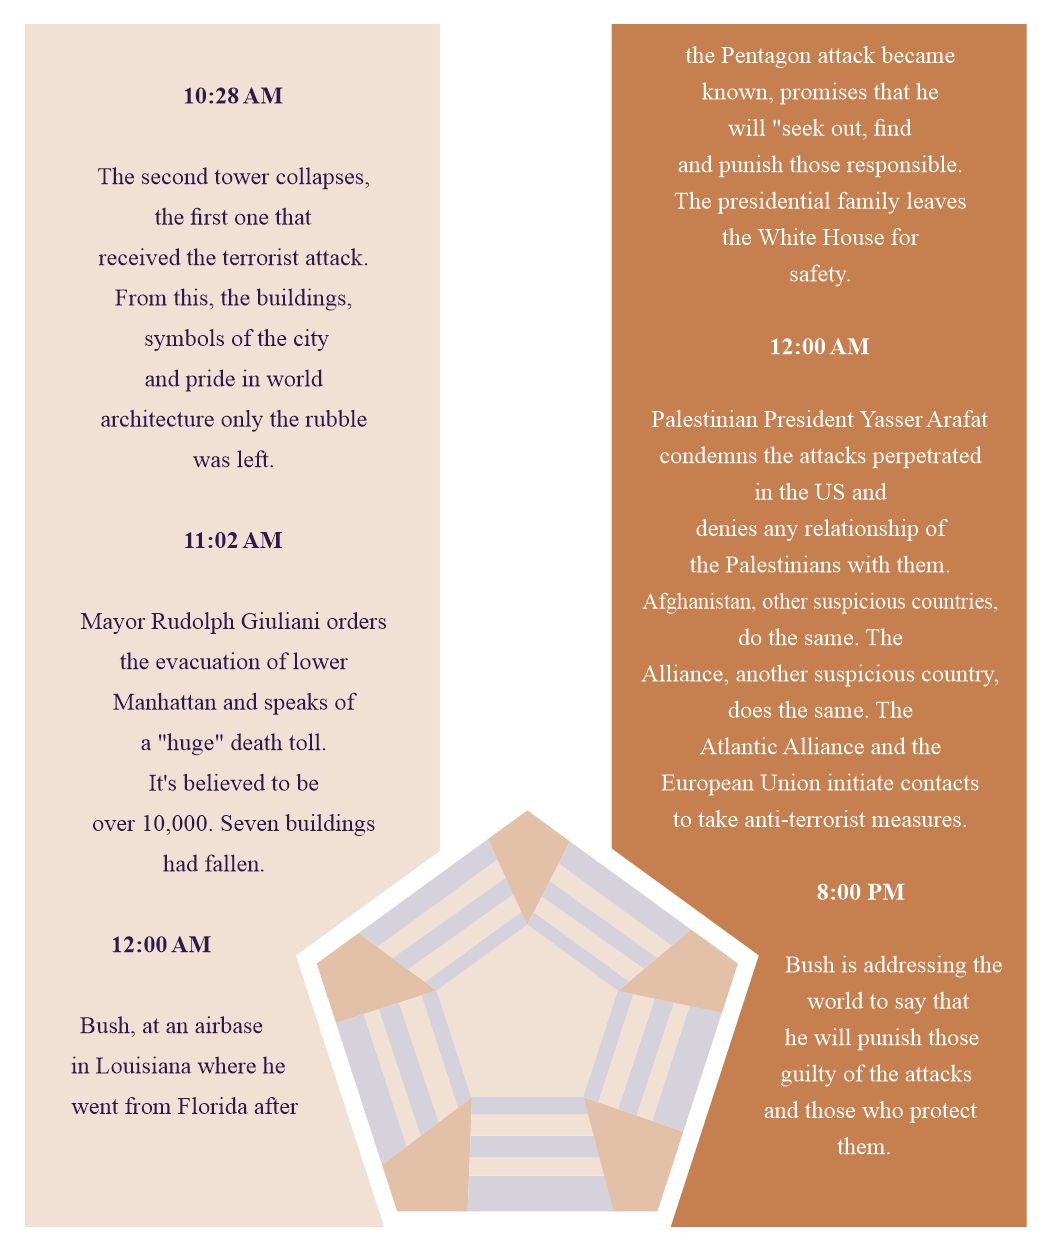 10:28 AM
The second tower collapses,
the first one that
received the terrorist attack.
From this, the buildings,
symbols of the city
and pride in world
architecture only the rubble
was left.
11:02 AM
Mayor Rudolph Giuliani orders
the evacuation of lower
Manhattan and speaks of
a "huge" death toll.
It's believed to be
over 10,000. Seven buildings
had fallen.
12:00 AM
Bush, at an airbase
in Louisiana where he
went from Florida after
the Pentagon attack became
known, promises that he
will "seek out, find
and punish those responsible.
The presidential family leaves
the White House for
safety.
12:00 AM
Palestinian President Yasser Arafat
condemns the attacks perpetrated
in the US and
denies any relationship of
the Palestinians with them.
Afghanistan, other suspicious countries,
do the same. The
Alliance, another suspicious country,
does the same. The
Atlantic Alliance and the
European Union initiate contacts
to take anti-terrorist measures.
8:00 PM
Bush is addressing the
world to say that
he will punish those
guilty of the attacks
and those who protect
them.